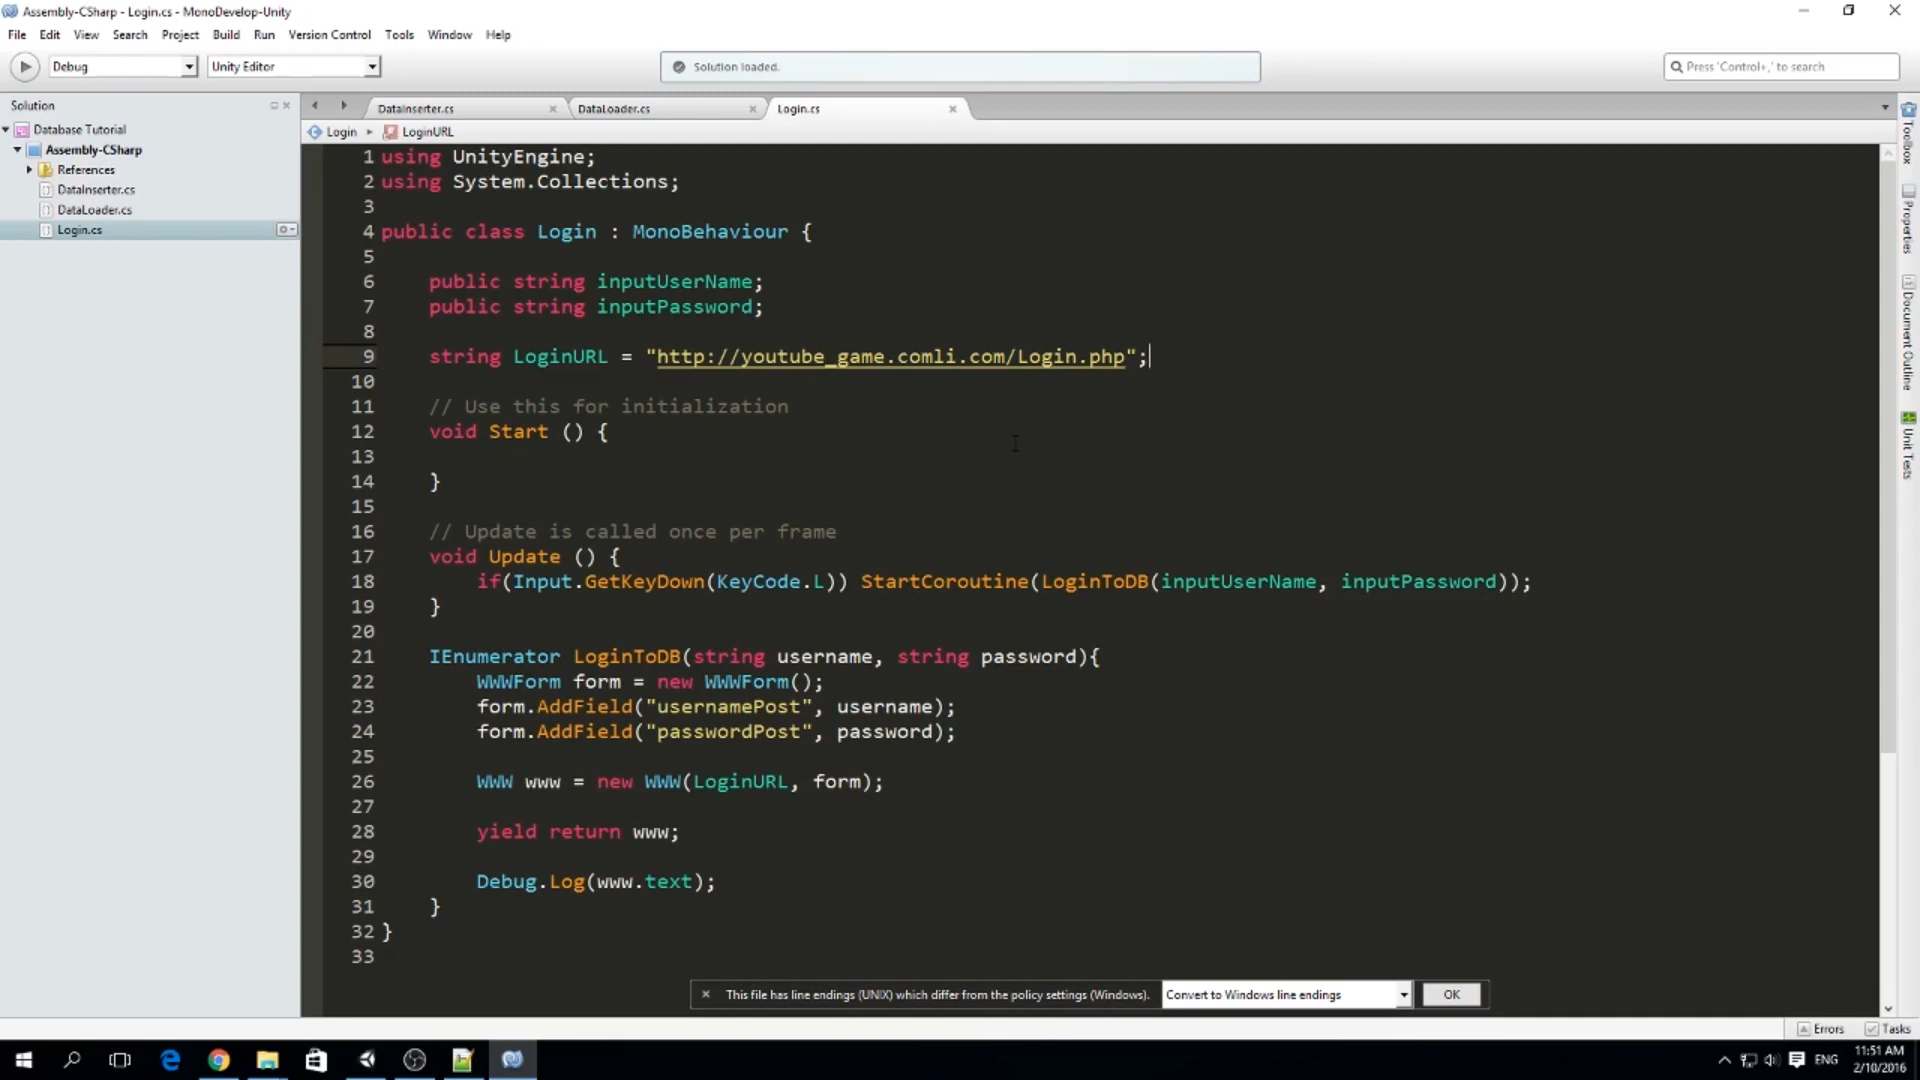 Assembly-CSharp - Login.cs - MonoDevelop-Unity
File Edit View Search Project Build Run Version Control Tools Window Help
Debug Unity Editor Solution loaded. Press 'Control+,' to search
Solution
Database Tutorial
Assembly-CSharp
References
DataInserter.cs
DataLoader.cs
Login.cs
DataInserter.cs DataLoader.cs Login.cs
Login LoginURL
1 using UnityEngine;
2 using System.Collections;
3
4 public class Login : MonoBehaviour {
5
6 public string inputUserName;
7 public string inputPassword;
8
9 string LoginURL = "http://youtube_game.comli.com/Login.php";
10
11 // Use this for initialization
12 void Start () {
13
14 }
15
16 // Update is called once per frame
17 void Update () {
18 if(Input.GetKeyDown(KeyCode.L)) StartCoroutine(LoginToDB(inputUserName, inputPassword));
19 }
20
21 IEnumerator LoginToDB(string username, string password){
22 WWWForm form = new WWWForm();
23 form.AddField("usernamePost", username);
24 form.AddField("passwordPost", password);
25
26 WWW www = new WWW(LoginURL, form);
27
28 yield return www;
29
30 Debug.Log(www.text);
31 }
32 }
33
This file has line endings (UNIX) which differ from the policy settings (Windows). Convert to Windows line endings OK
Toolbox
Properties
Document Outline
Unit Tests
Errors Tasks
ENG
11:51 AM
2/10/2016